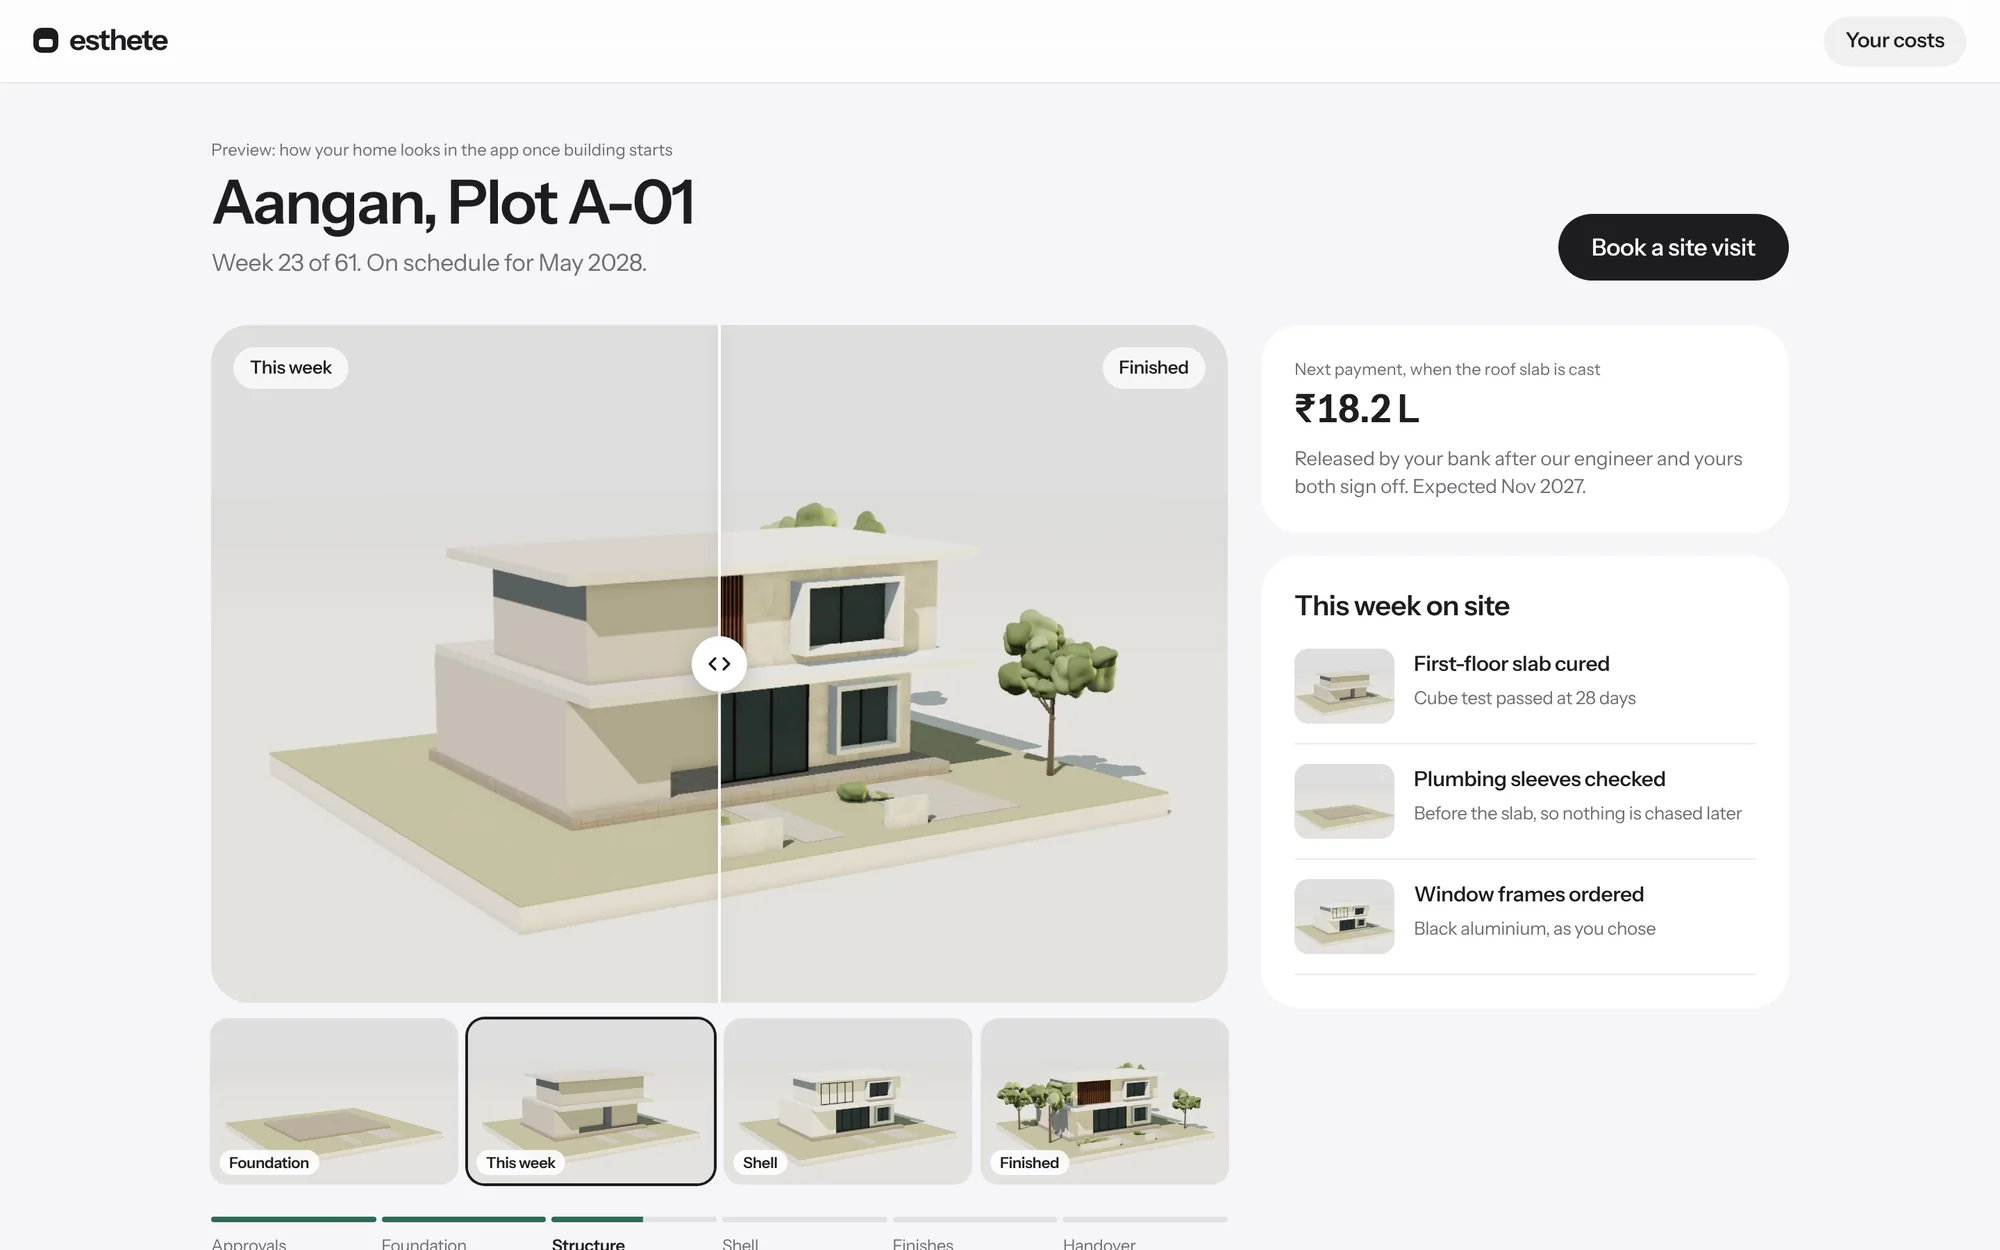 esthete
Your costs
Preview: how your home looks in the app once building starts
Aangan, Plot A-01
Week 23 of 61. On schedule for May 2028.
Book a site visit
This week
Finished
Next payment, when the roof slab is cast
₹18.2 L
Released by your bank after our engineer and yours
both sign off. Expected Nov 2027.
This week on site
First-floor slab cured
Cube test passed at 28 days
Plumbing sleeves checked
Before the slab, so nothing is chased later
Window frames ordered
Black aluminium, as you chose
Foundation
This week
Shell
Finished
Approvals
Foundation
Structure
Shell
Finishes
Handover